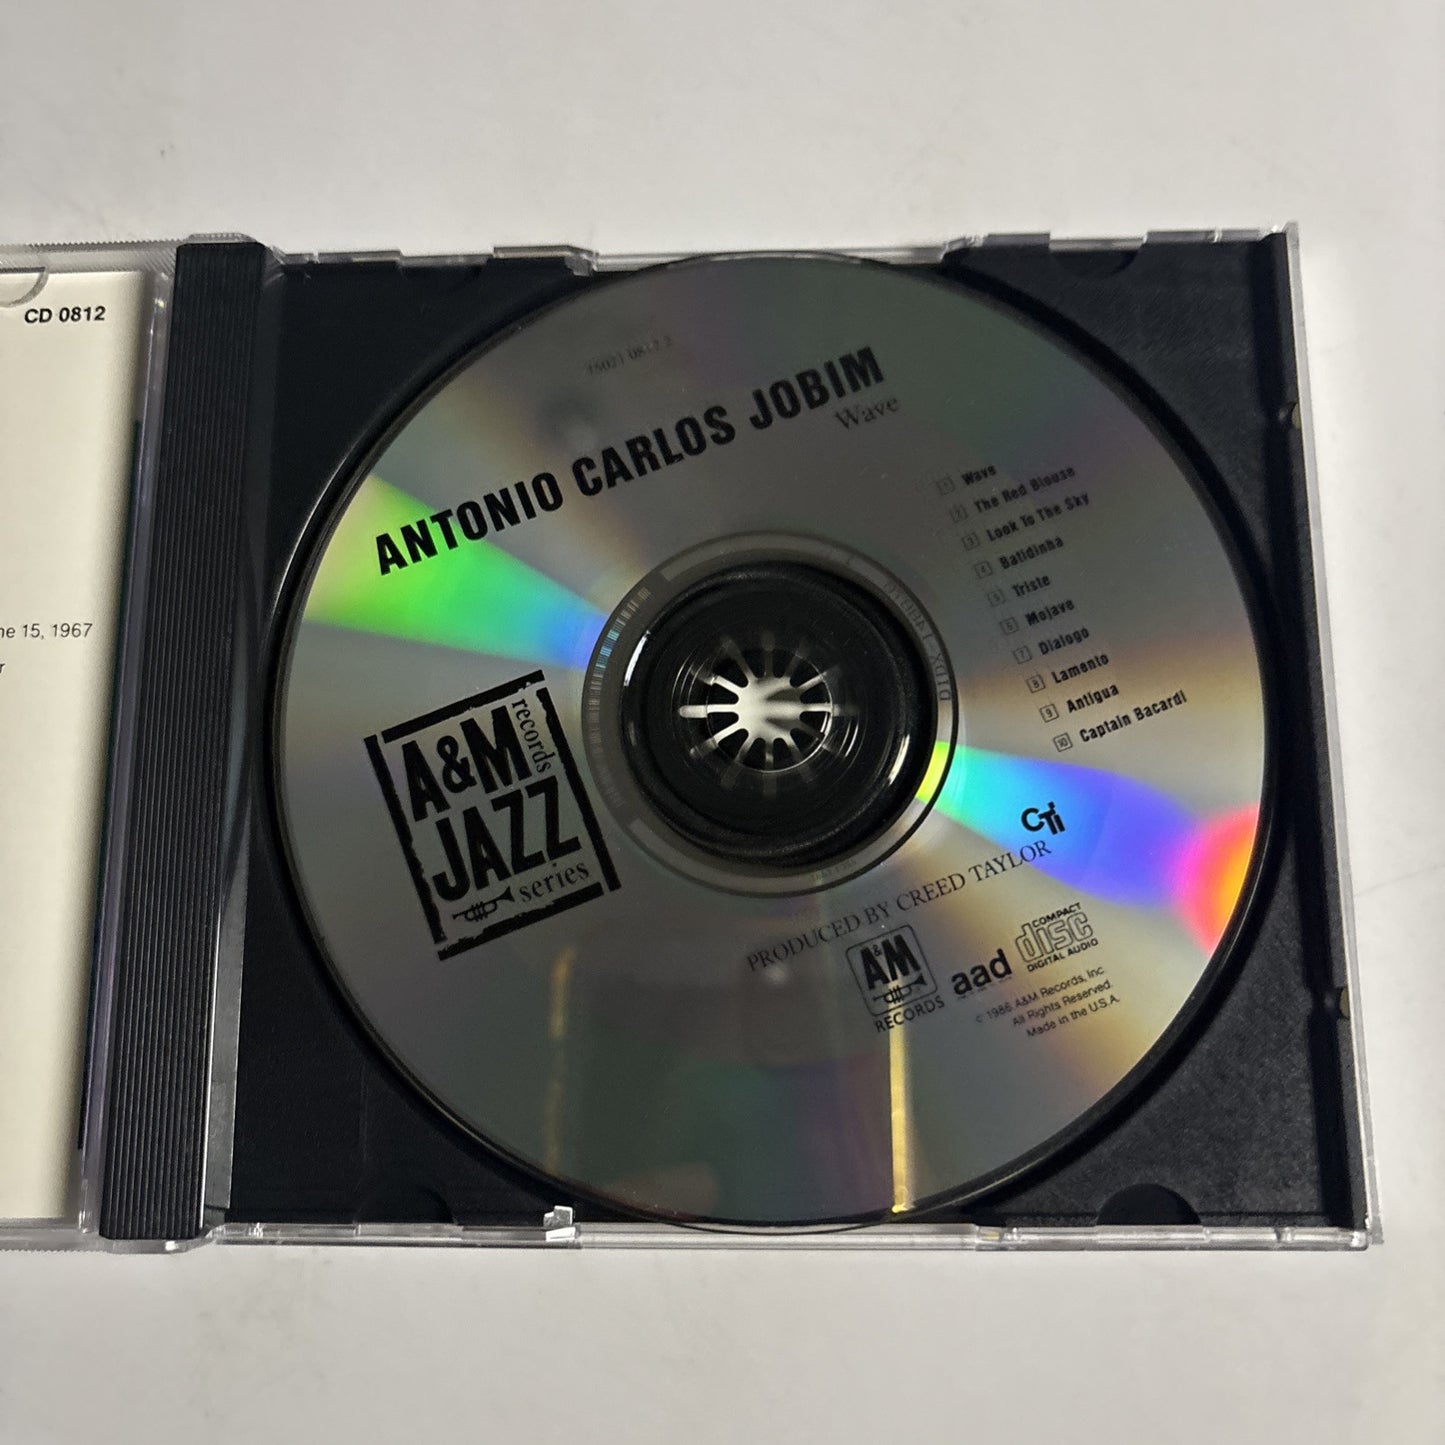 CD 0812
ne 15, 1967
r
75021 0812 2
ANTONIO CARLOS JOBIM
Wave
1 Wave
2 The Red Blouse
3 Look To The Sky
4 Batidinha
5 Triste
6 Mojave
7 Dialogo
8 Lamento
9 Antigua
10 Captain Bacardi
A&M
records
JAZZ
series
CTi
PRODUCED BY CREED TAYLOR
A&M
RECORDS
aad
COMPACT
disc
DIGITAL AUDIO
© 1986 A&M Records, Inc.
All Rights Reserved.
Made in the U.S.A.